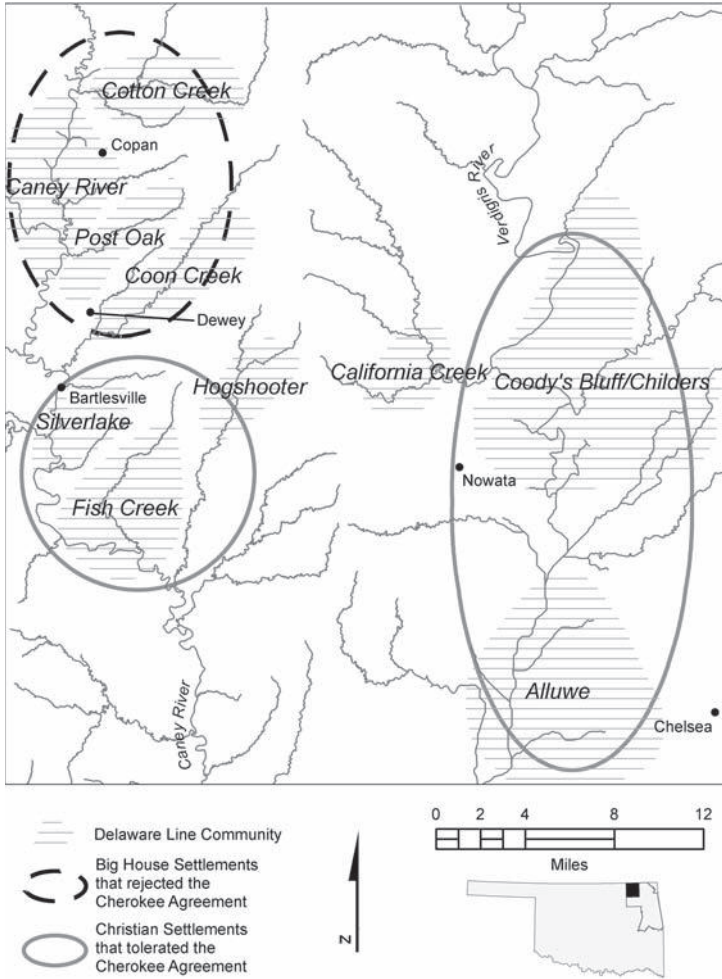 Cotton Creek
Copan
Caney River
Verdigris River
Post Oak
Coon Creek
Dewey
California Creek
Hogshooter
Coody's Bluff/Childers
Bartlesville
Silverlake
Nowata
Fish Creek
Caney River
Alluwe
Chelsea
Delaware Line Community
Big House Settlements
that rejected the
Cherokee Agreement
Christian Settlements
that tolerated the
Cherokee Agreement
N
0 2 4 6 8 12
Miles